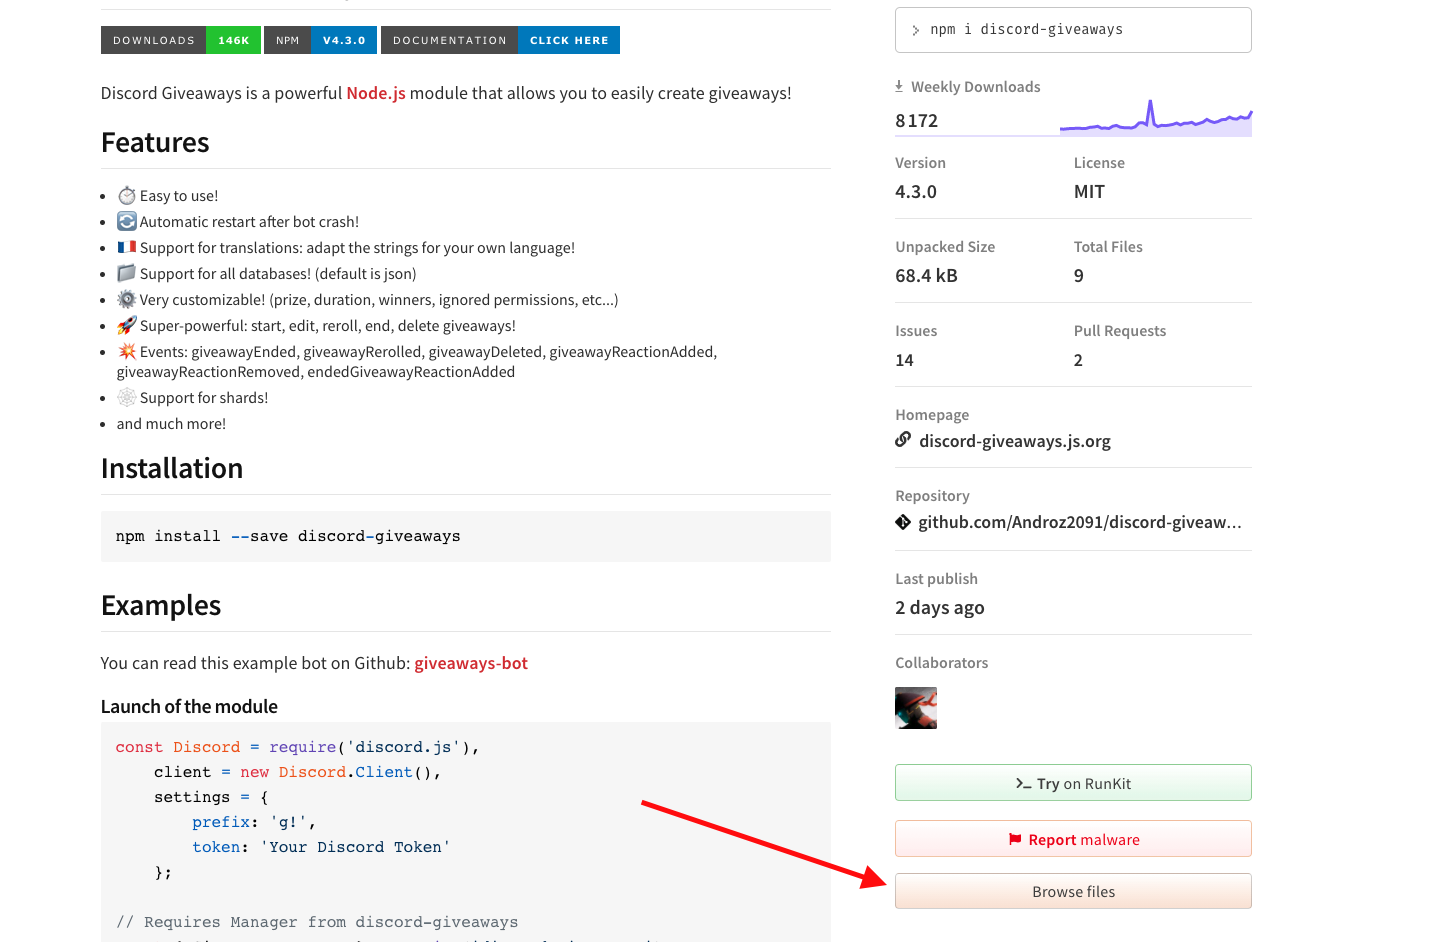 DOWNLOADS 146K NPM V4.3.0 DOCUMENTATION CLICK HERE
Discord Giveaways is a powerful Node.js module that allows you to easily create giveaways!
Features
Easy to use!
Automatic restart after bot crash!
Support for translations: adapt the strings for your own language!
Support for all databases! (default is json)
Very customizable! (prize, duration, winners, ignored permissions, etc...)
Super-powerful: start, edit, reroll, end, delete giveaways!
Events: giveawayEnded, giveawayRerolled, giveawayDeleted, giveawayReactionAdded,
giveawayReactionRemoved, endedGiveawayReactionAdded
Support for shards!
and much more!
Installation
npm install --save discord-giveaways
Examples
You can read this example bot on Github: giveaways-bot
Launch of the module
const Discord = require('discord.js'),
client = new Discord.Client(),
settings = {
prefix: 'g!',
token: 'Your Discord Token'
};
// Requires Manager from discord-giveaways
> npm i discord-giveaways
Weekly Downloads
8 172
Version
4.3.0
License
MIT
Unpacked Size
68.4 kB
Total Files
9
Issues
14
Pull Requests
2
Homepage
discord-giveaways.js.org
Repository
github.com/Androz2091/discord-giveaw...
Last publish
2 days ago
Collaborators
>_ Try on RunKit
Report malware
Browse files